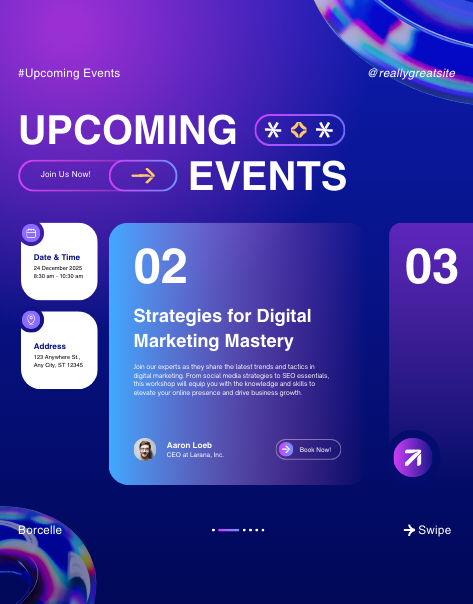 #Upcoming Events
@reallygreatsite
UPCOMING
Join Us Now!
EVENTS
Date & Time
24 December 2025
8:30 am - 10:30 am
Address
123 Anywhere St.,
Any City, ST 12345
02
Strategies for Digital
Marketing Mastery
Join our experts as they share the latest trends and tactics in
digital marketing. From social media strategies to SEO essentials,
this workshop will equip you with the knowledge and skills to
elevate your online presence and drive business growth.
Aaron Loeb
CEO at Larana, Inc.
Book Now!
03
Borcelle
Swipe